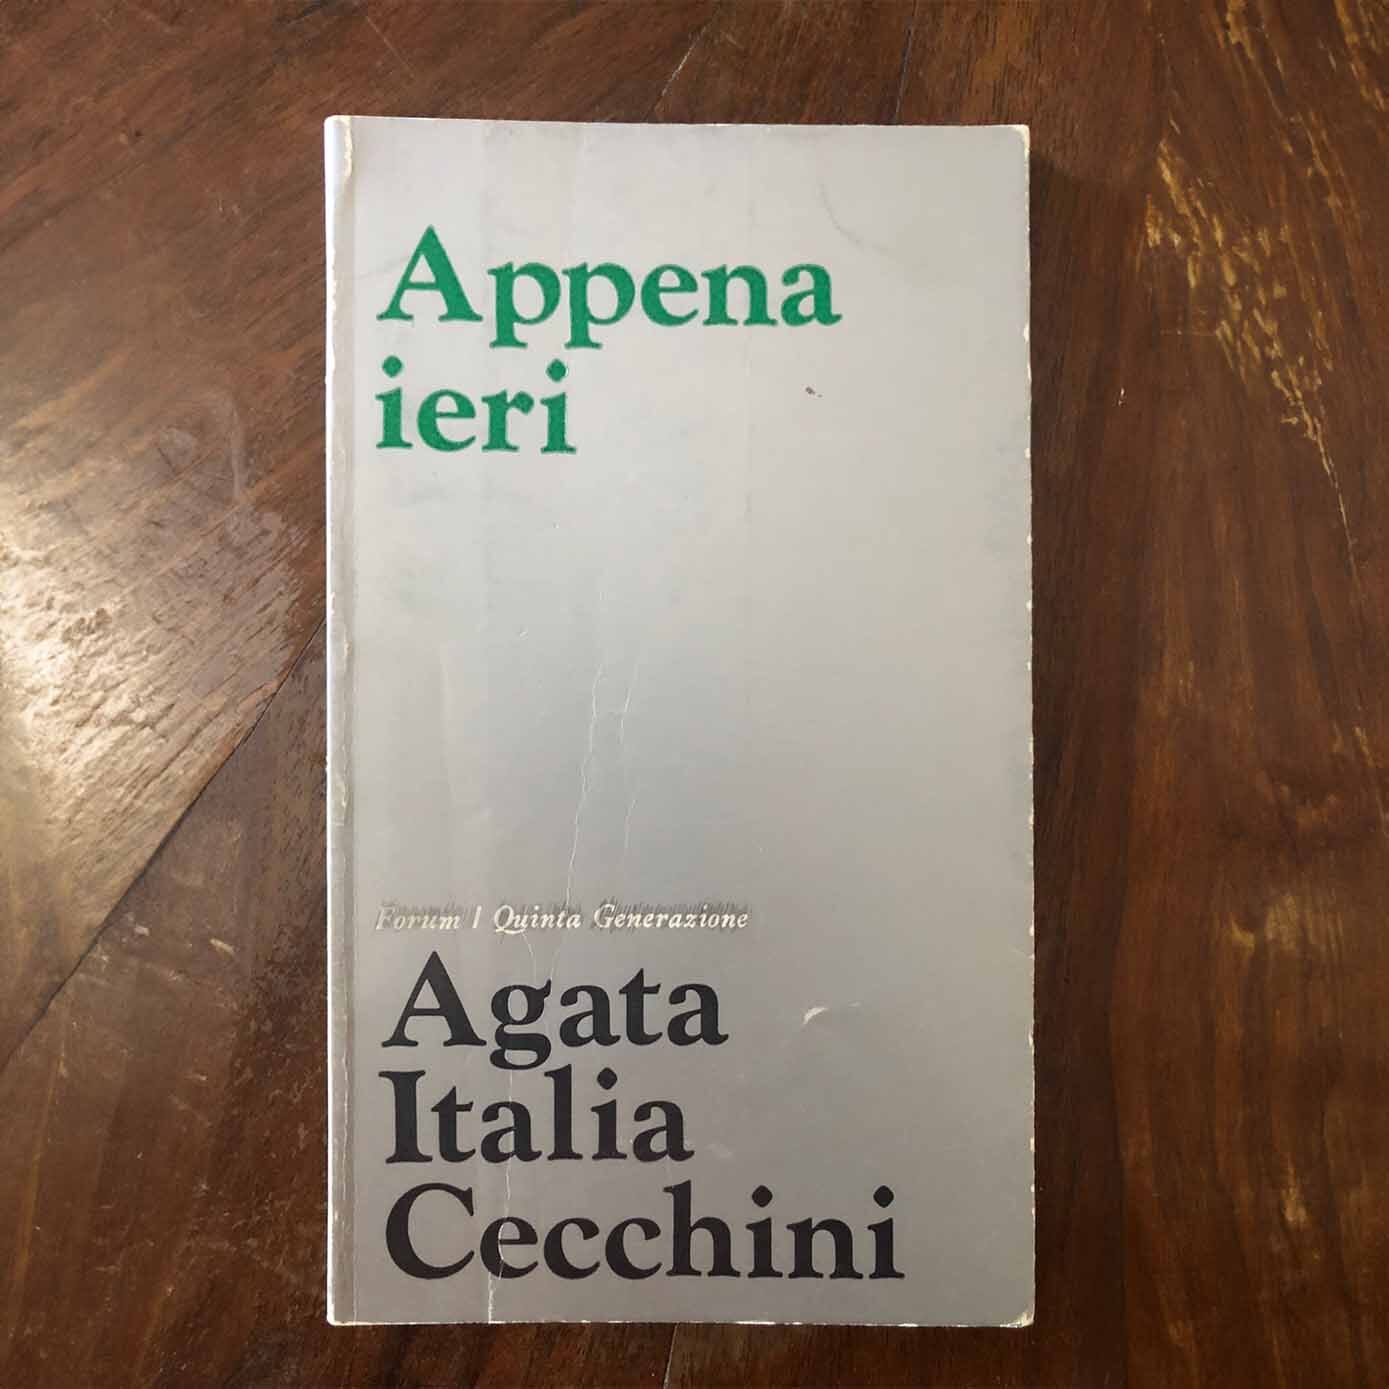 Appena
ieri
Forum / Quinta Generazione
Agata
Italia
Cecchini